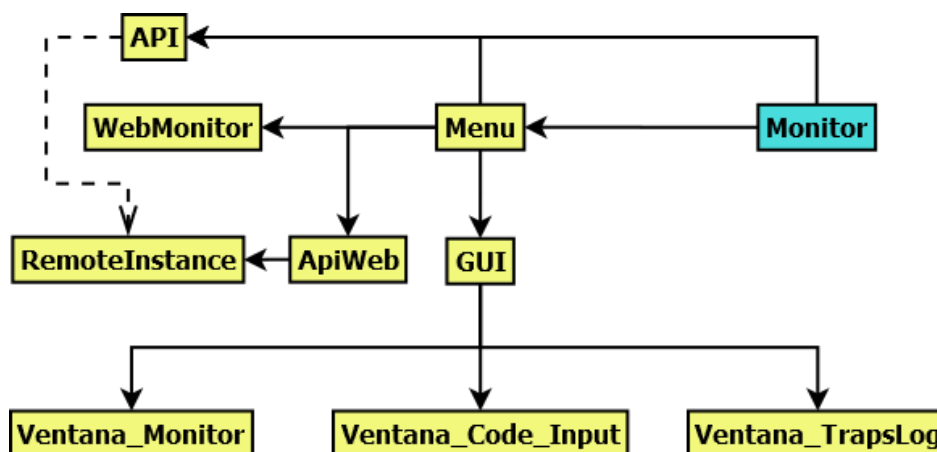 API
WebMonitor
Menu
Monitor
RemoteInstance
ApiWeb
GUI
Ventana_Monitor
Ventana_Code_Input
Ventana_TrapsLog